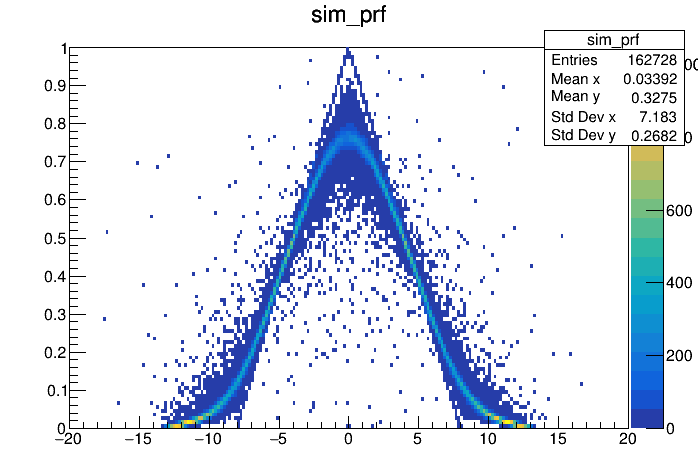 sim_prf
sim_prf
Entries 162728
Mean x 0.03392
Mean y 0.3275
Std Dev x 7.183
Std Dev y 0.2682
1
0.9
0.8
0.7
0.6
0.5
0.4
0.3
0.2
0.1
0
−20 −15 −10 −5 0 5 10 15 20
600
400
200
0